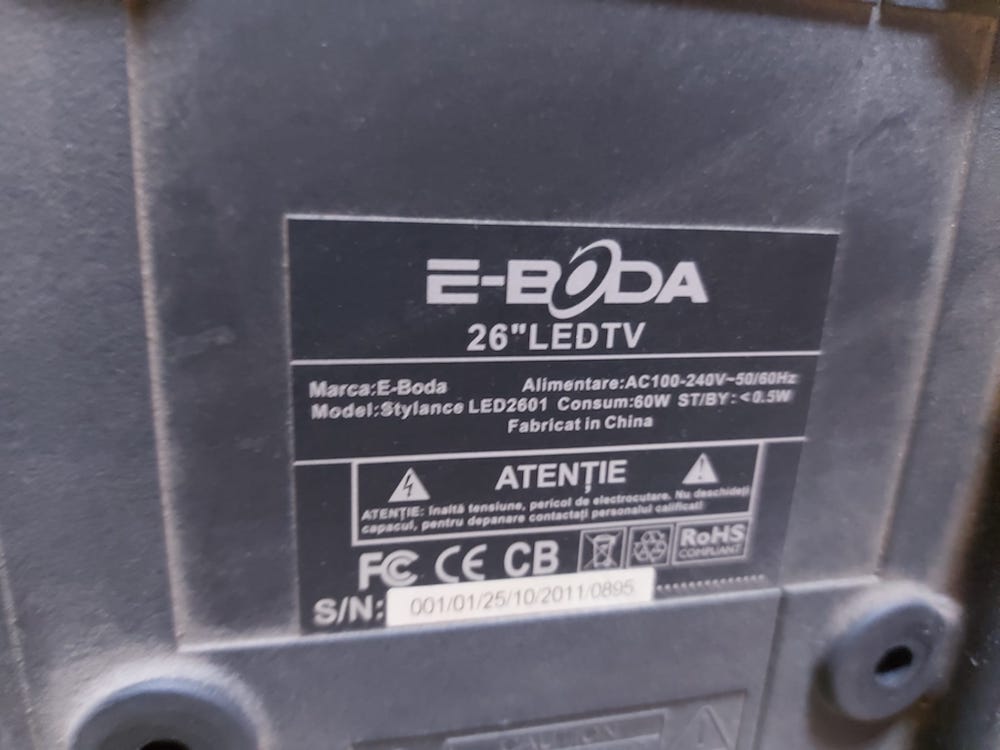 E-BODA
26"LEDTV
Marca:E-Boda Alimentare:AC100-240V~50/60Hz
Model:Stylance LED2601 Consum:60W ST/BY:<0.5W
Fabricat in China
ATENȚIE
ATENȚIE: Înaltă tensiune, pericol de electrocutare. Nu deschideți
capacul, pentru depanare contactați personalul calificat!
FC CE CB RoHS
COMPLIANT
S/N: 001/01/25/10/2011/0895
CAUTION